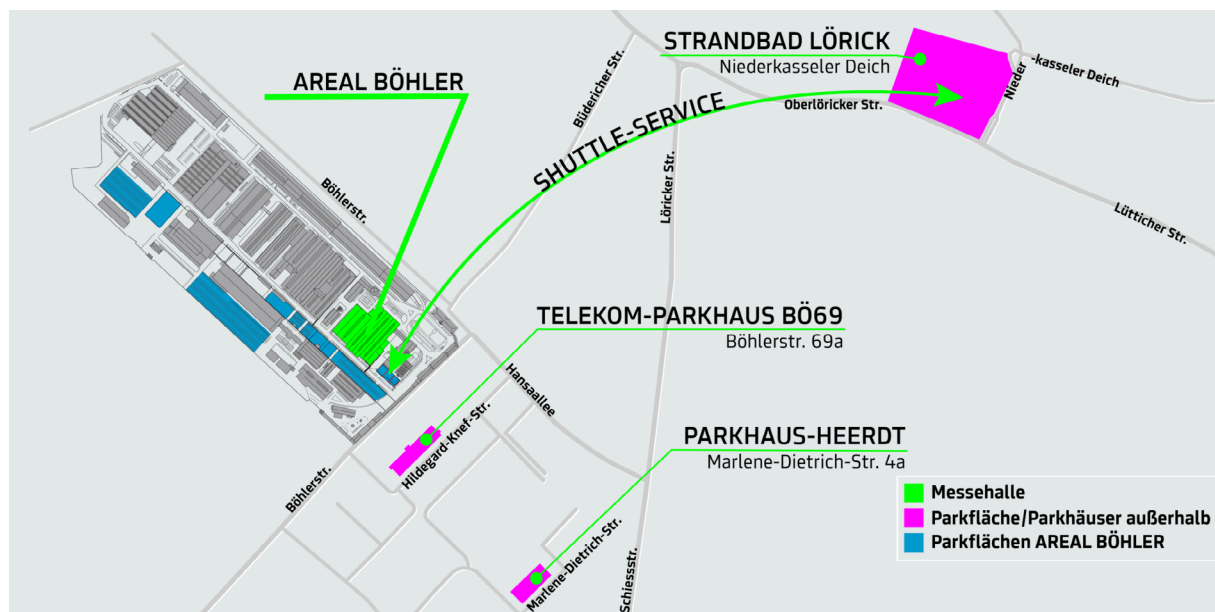 STRANDBAD LÖRICK
Niederkasseler Deich
AREAL BÖHLER
SHUTTLE-SERVICE
Büdericher Str.
Oberlöricker Str.
Nieder
-kasseler Deich
Löricker Str.
Lütticher Str.
Böhlerstr.
TELEKOM-PARKHAUS BÖ69
Böhlerstr. 69a
Hansaallee
Hildegard-Knef-Str.
Böhlerstr.
PARKHAUS-HEERDT
Marlene-Dietrich-Str. 4a
Marlene-Dietrich-Str.
Schiessstr.
Messehalle
Parkfläche/Parkhäuser außerhalb
Parkflächen AREAL BÖHLER